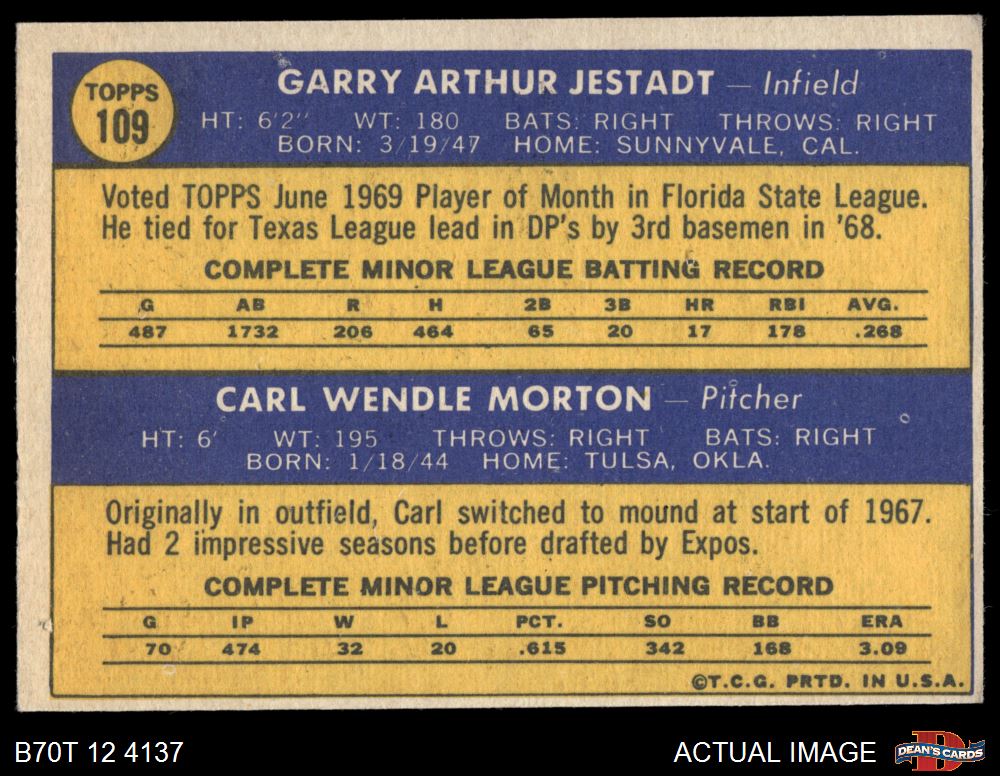 TOPPS
109
GARRY ARTHUR JESTADT — Infield
HT: 6'2" WT: 180 BATS: RIGHT THROWS: RIGHT
BORN: 3/19/47 HOME: SUNNYVALE, CAL.
Voted TOPPS June 1969 Player of Month in Florida State League.
He tied for Texas League lead in DP's by 3rd basemen in '68.
COMPLETE MINOR LEAGUE BATTING RECORD
G AB R H 2B 3B HR RBI AVG.
487 1732 206 464 65 20 17 178 .268
CARL WENDLE MORTON — Pitcher
HT: 6' WT: 195 THROWS: RIGHT BATS: RIGHT
BORN: 1/18/44 HOME: TULSA, OKLA.
Originally in outfield, Carl switched to mound at start of 1967.
Had 2 impressive seasons before drafted by Expos.
COMPLETE MINOR LEAGUE PITCHING RECORD
G IP W L PCT. SO BB ERA
70 474 32 20 .615 342 168 3.09
©T.C.G. PRTD. IN U.S.A.
B70T 12 4137
ACTUAL IMAGE
DEAN'S CARDS